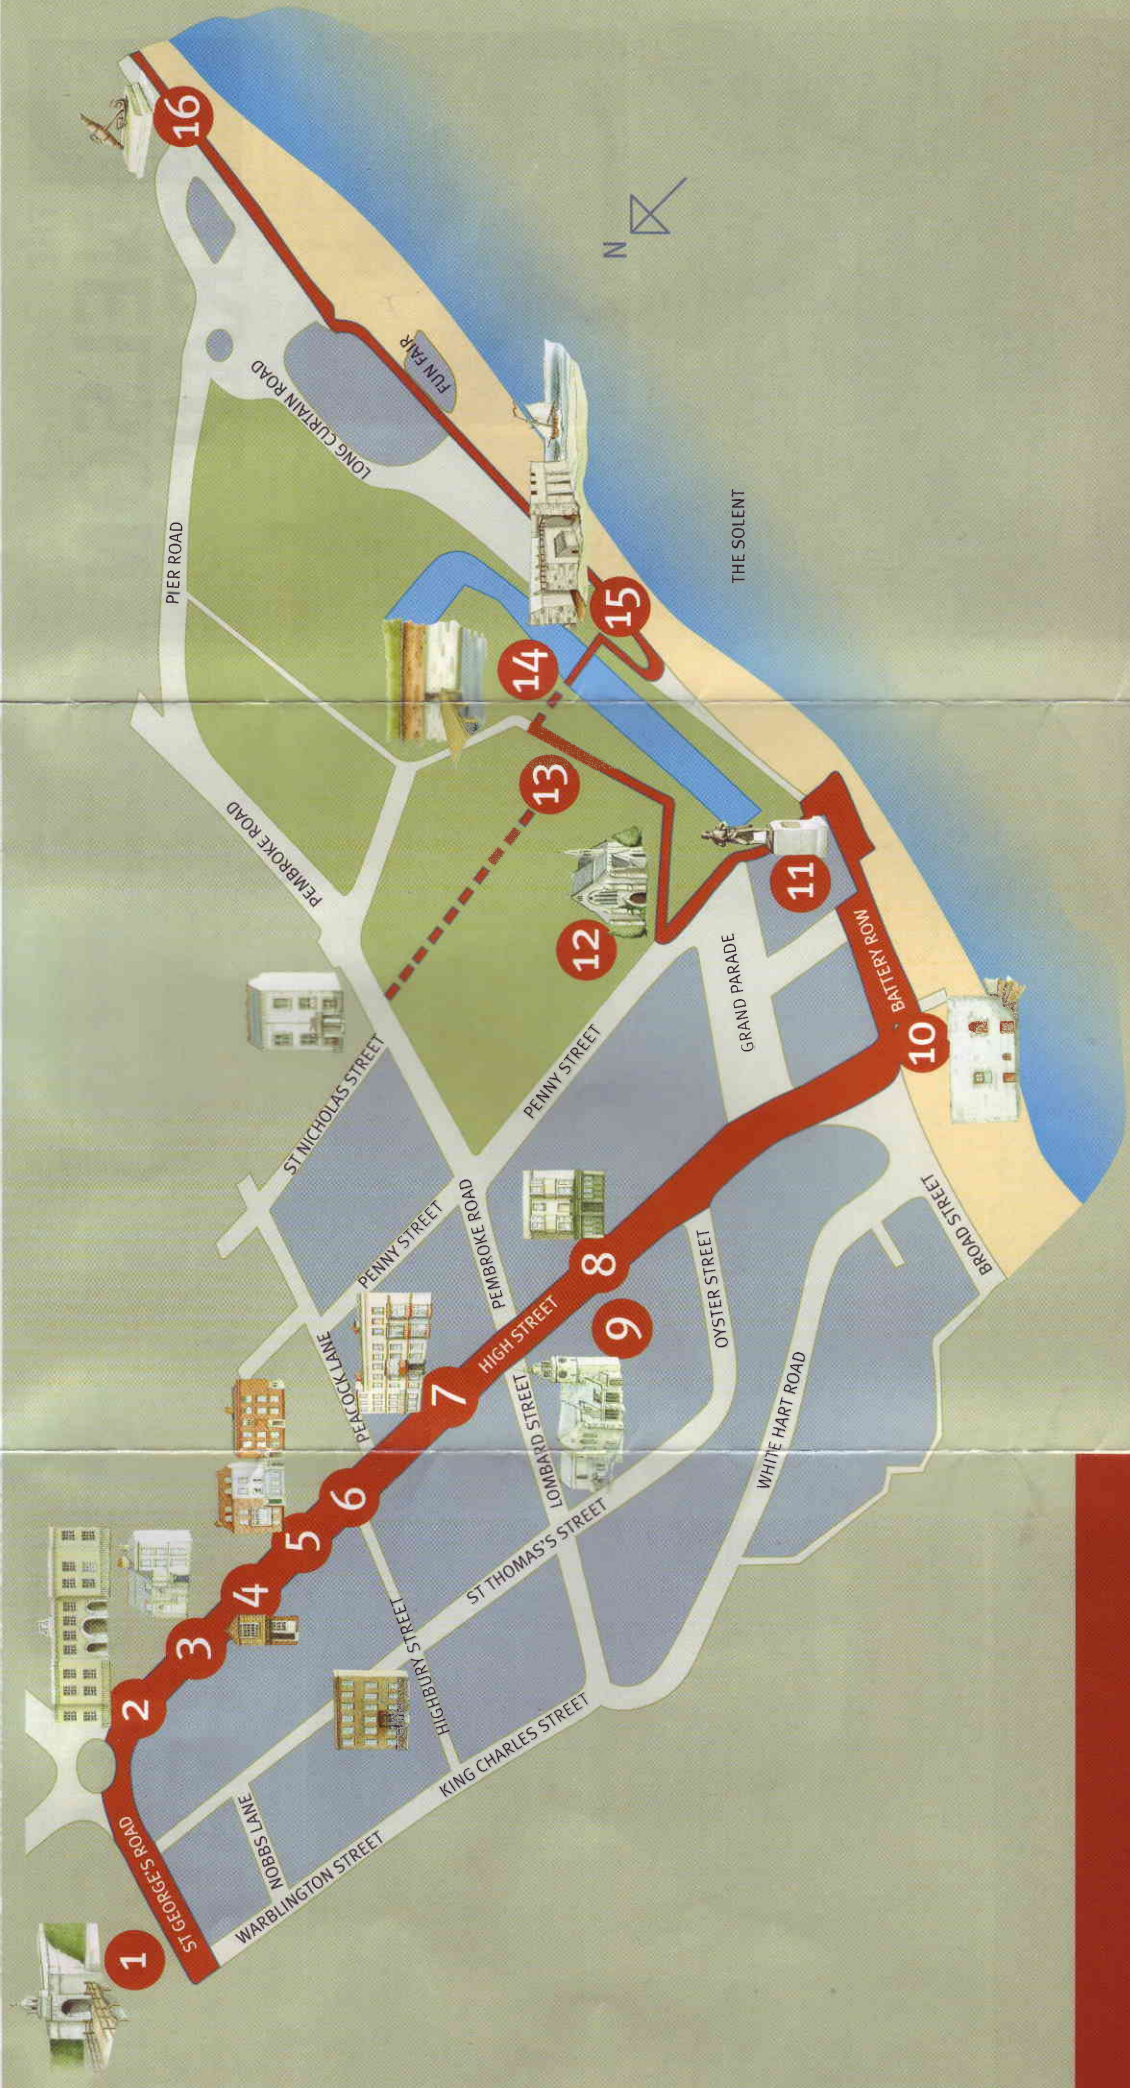 1
ST GEORGE'S ROAD
WARBLINGTON STREET
NOBBS LANE
KING CHARLES STREET
2
3
4
5
6
HIGHBURY STREET
ST THOMAS'S STREET
PEACOCK LANE
7
HIGH STREET
LOMBARD STREET
PEMBROKE ROAD
PENNY STREET
8
9
OYSTER STREET
WHITE HART ROAD
BROAD STREET
ST NICHOLAS STREET
PENNY STREET
GRAND PARADE
10
BATTERY ROW
11
12
13
14
15
PEMBROKE ROAD
PIER ROAD
LONG CURTAIN ROAD
FUN FAIR
THE SOLENT
N
16